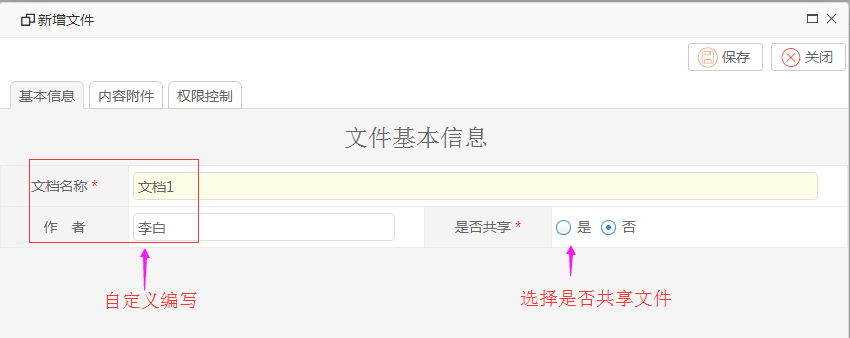 新增文件
保存 关闭
基本信息 内容附件 权限控制
文件基本信息
文档名称 * 文档1
作 者 李白 是否共享 * 是 否
自定义编写 选择是否共享文件